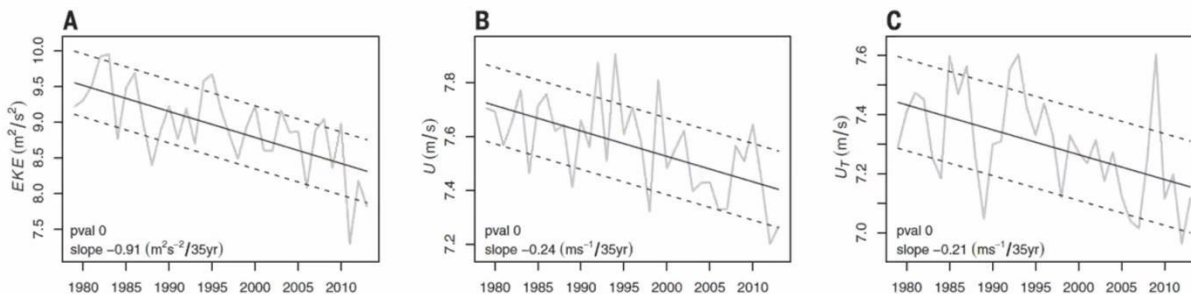 A
EKE (m²/s²)
10.0
9.5
9.0
8.5
8.0
7.5
pval 0
slope −0.91 (m²s⁻²/35yr)
1980 1985 1990 1995 2000 2005 2010
B
U (m/s)
7.8
7.6
7.4
7.2
pval 0
slope −0.24 (ms⁻¹/35yr)
1980 1985 1990 1995 2000 2005 2010
C
U_T (m/s)
7.6
7.4
7.2
7.0
pval 0
slope −0.21 (ms⁻¹/35yr)
1980 1985 1990 1995 2000 2005 2010